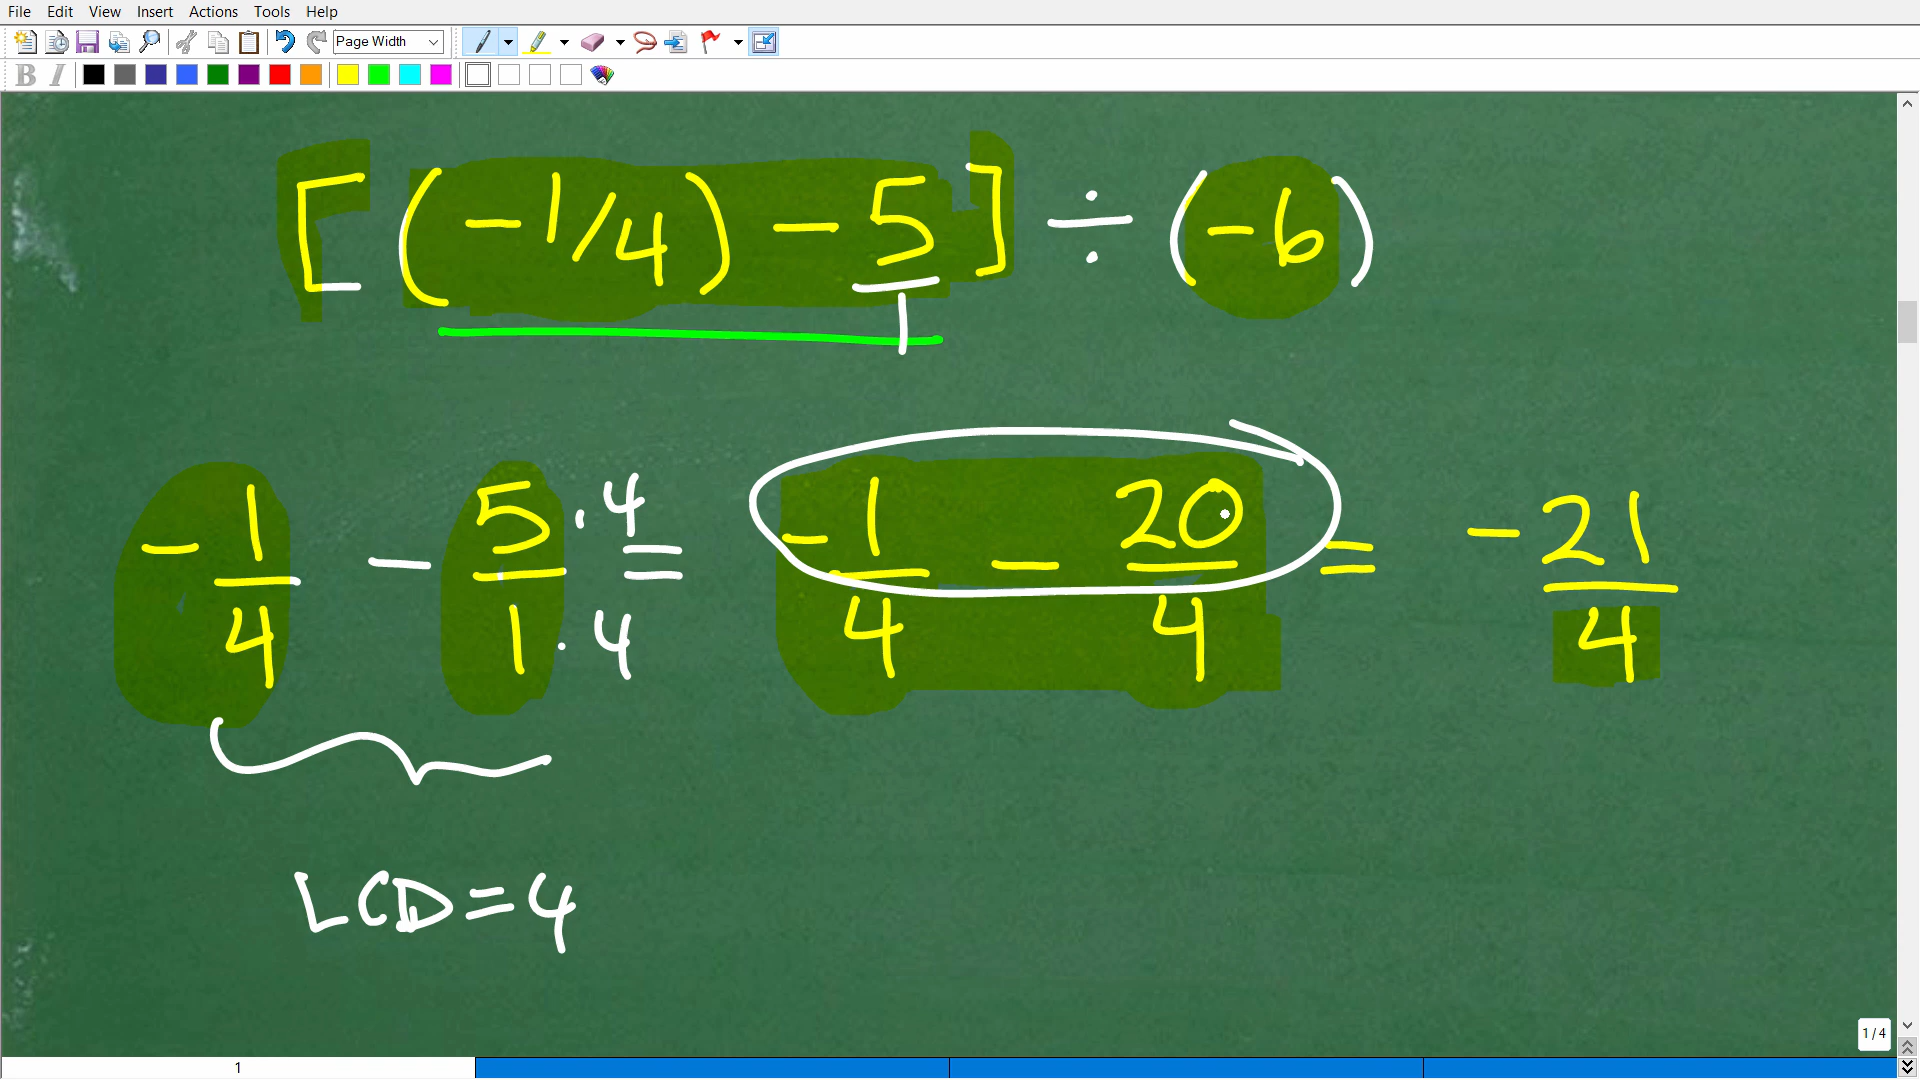 File Edit View Insert Actions Tools Help
Page Width
B I
[(-1/4) - 5/1] ÷ (-6)
- 1/4 - 5/1 · 4/· 4 = -1/4 - 20/4 = -21/4
LCD = 4
1 / 4
1